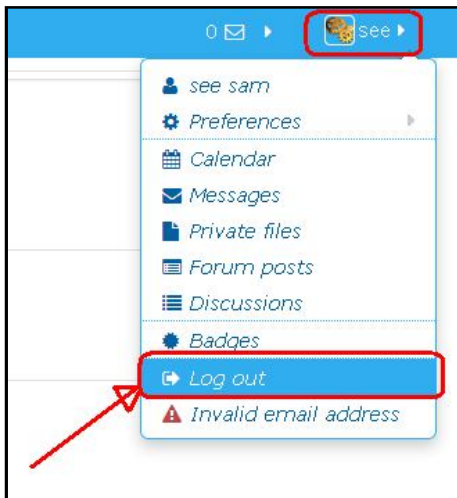 0
see
see sam
Preferences
Calendar
Messages
Private files
Forum posts
Discussions
Badges
Log out
Invalid email address